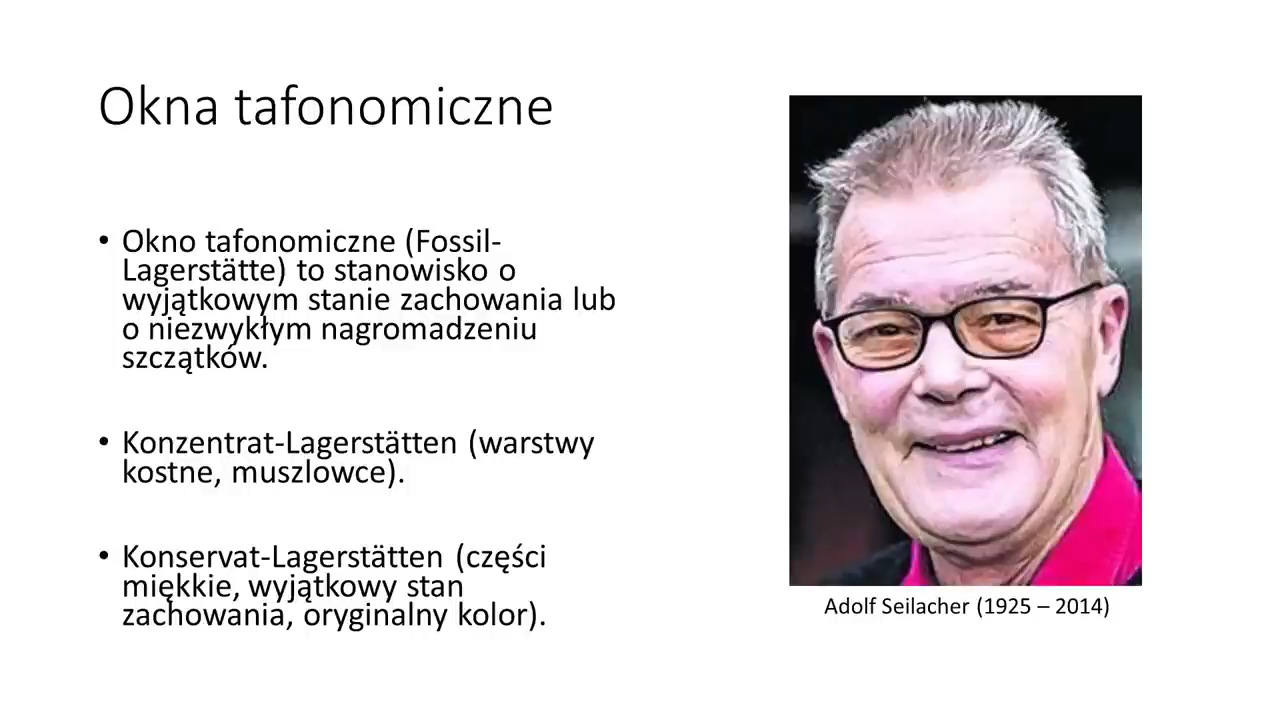 Okna tafonomiczne
• Okno tafonomiczne (Fossil-
Lagerstätte) to stanowisko o
wyjątkowym stanie zachowania lub
o niezwykłym nagromadzeniu
szczątków.
• Konzentrat-Lagerstätten (warstwy
kostne, muszlowce).
• Konservat-Lagerstätten (części
miękkie, wyjątkowy stan
zachowania, oryginalny kolor).
Adolf Seilacher (1925 – 2014)